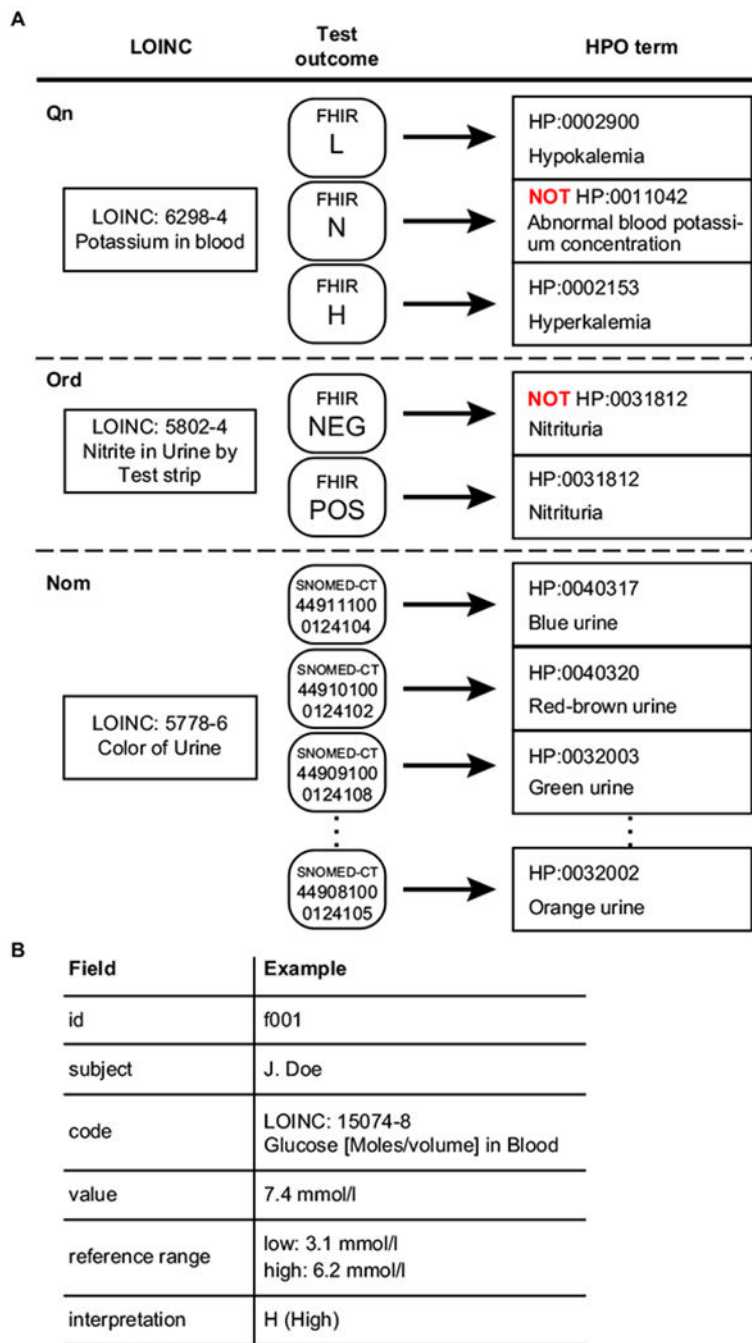 A
LOINC
Test
outcome
HPO term
Qn
LOINC: 6298-4
Potassium in blood
FHIR
L
HP:0002900
Hypokalemia
FHIR
N
NOT HP:0011042
Abnormal blood potassi-
um concentration
FHIR
H
HP:0002153
Hyperkalemia
Ord
LOINC: 5802-4
Nitrite in Urine by
Test strip
FHIR
NEG
NOT HP:0031812
Nitrituria
FHIR
POS
HP:0031812
Nitrituria
Nom
LOINC: 5778-6
Color of Urine
SNOMED-CT
44911100
0124104
HP:0040317
Blue urine
SNOMED-CT
44910100
0124102
HP:0040320
Red-brown urine
SNOMED-CT
44909100
0124108
HP:0032003
Green urine
SNOMED-CT
44908100
0124105
HP:0032002
Orange urine
B
Field Example
id f001
subject J. Doe
code LOINC: 15074-8
Glucose [Moles/volume] in Blood
value 7.4 mmol/l
reference range low: 3.1 mmol/l
high: 6.2 mmol/l
interpretation H (High)